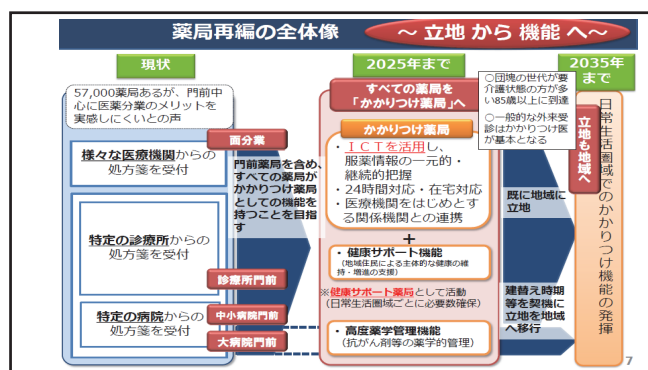 薬局再編の全体像
～ 立地 から 機能 へ～
現状
57,000薬局あるが、門前中
心に医薬分業のメリットを
実感しにくいとの声
面分業
様々な医療機関からの
処方箋を受付
特定の診療所からの
処方箋を受付
診療所門前
特定の病院からの
処方箋を受付
中小病院門前
大病院門前
門前薬局を含め、
すべての薬局が
かかりつけ薬局
としての機能を
持つことを目指
す
2025年まで
すべての薬局を
「かかりつけ薬局」へ
かかりつけ薬局
・ ＩＣＴを活用し、
服薬情報の一元的・
継続的把握
・24時間対応・在宅対応
・医療機関をはじめとす
る関係機関との連携
＋
・健康サポート機能
（地域住民による主体的な健康の維
持・増進の支援）
※健康サポート薬局として活動
（日常生活圏域ごとに必要数確保）
・高度薬学管理機能
（抗がん剤等の薬学的管理）
○団塊の世代が要
介護状態の方が多
い85歳以上に到達
○一般的な外来受
診はかかりつけ医
が基本となる
既に地域に
立地
建替え時期
等を契機に
立地を地域
へ移行
立地も地域へ
2035年
まで
日常生活圏域でのかかりつけ機能の発揮
7